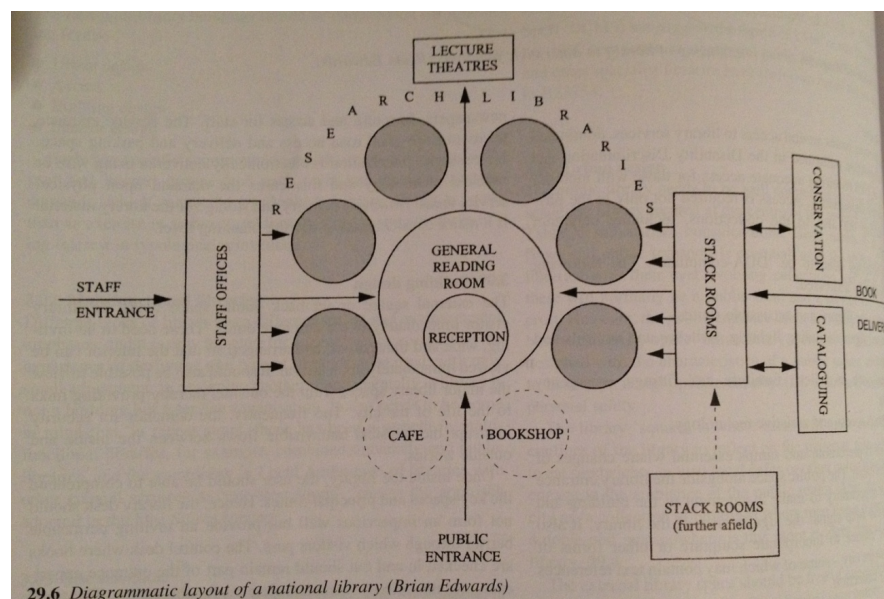 LECTURE
THEATRES
RESEARCH LIBRARIES
STAFF OFFICES
GENERAL
READING
ROOM
RECEPTION
STACK ROOMS
CONSERVATION
STAFF
ENTRANCE
BOOK
DELIVER
CATALOGUING
CAFE
BOOKSHOP
STACK ROOMS
(further afield)
PUBLIC
ENTRANCE
29.6 Diagrammatic layout of a national library (Brian Edwards)